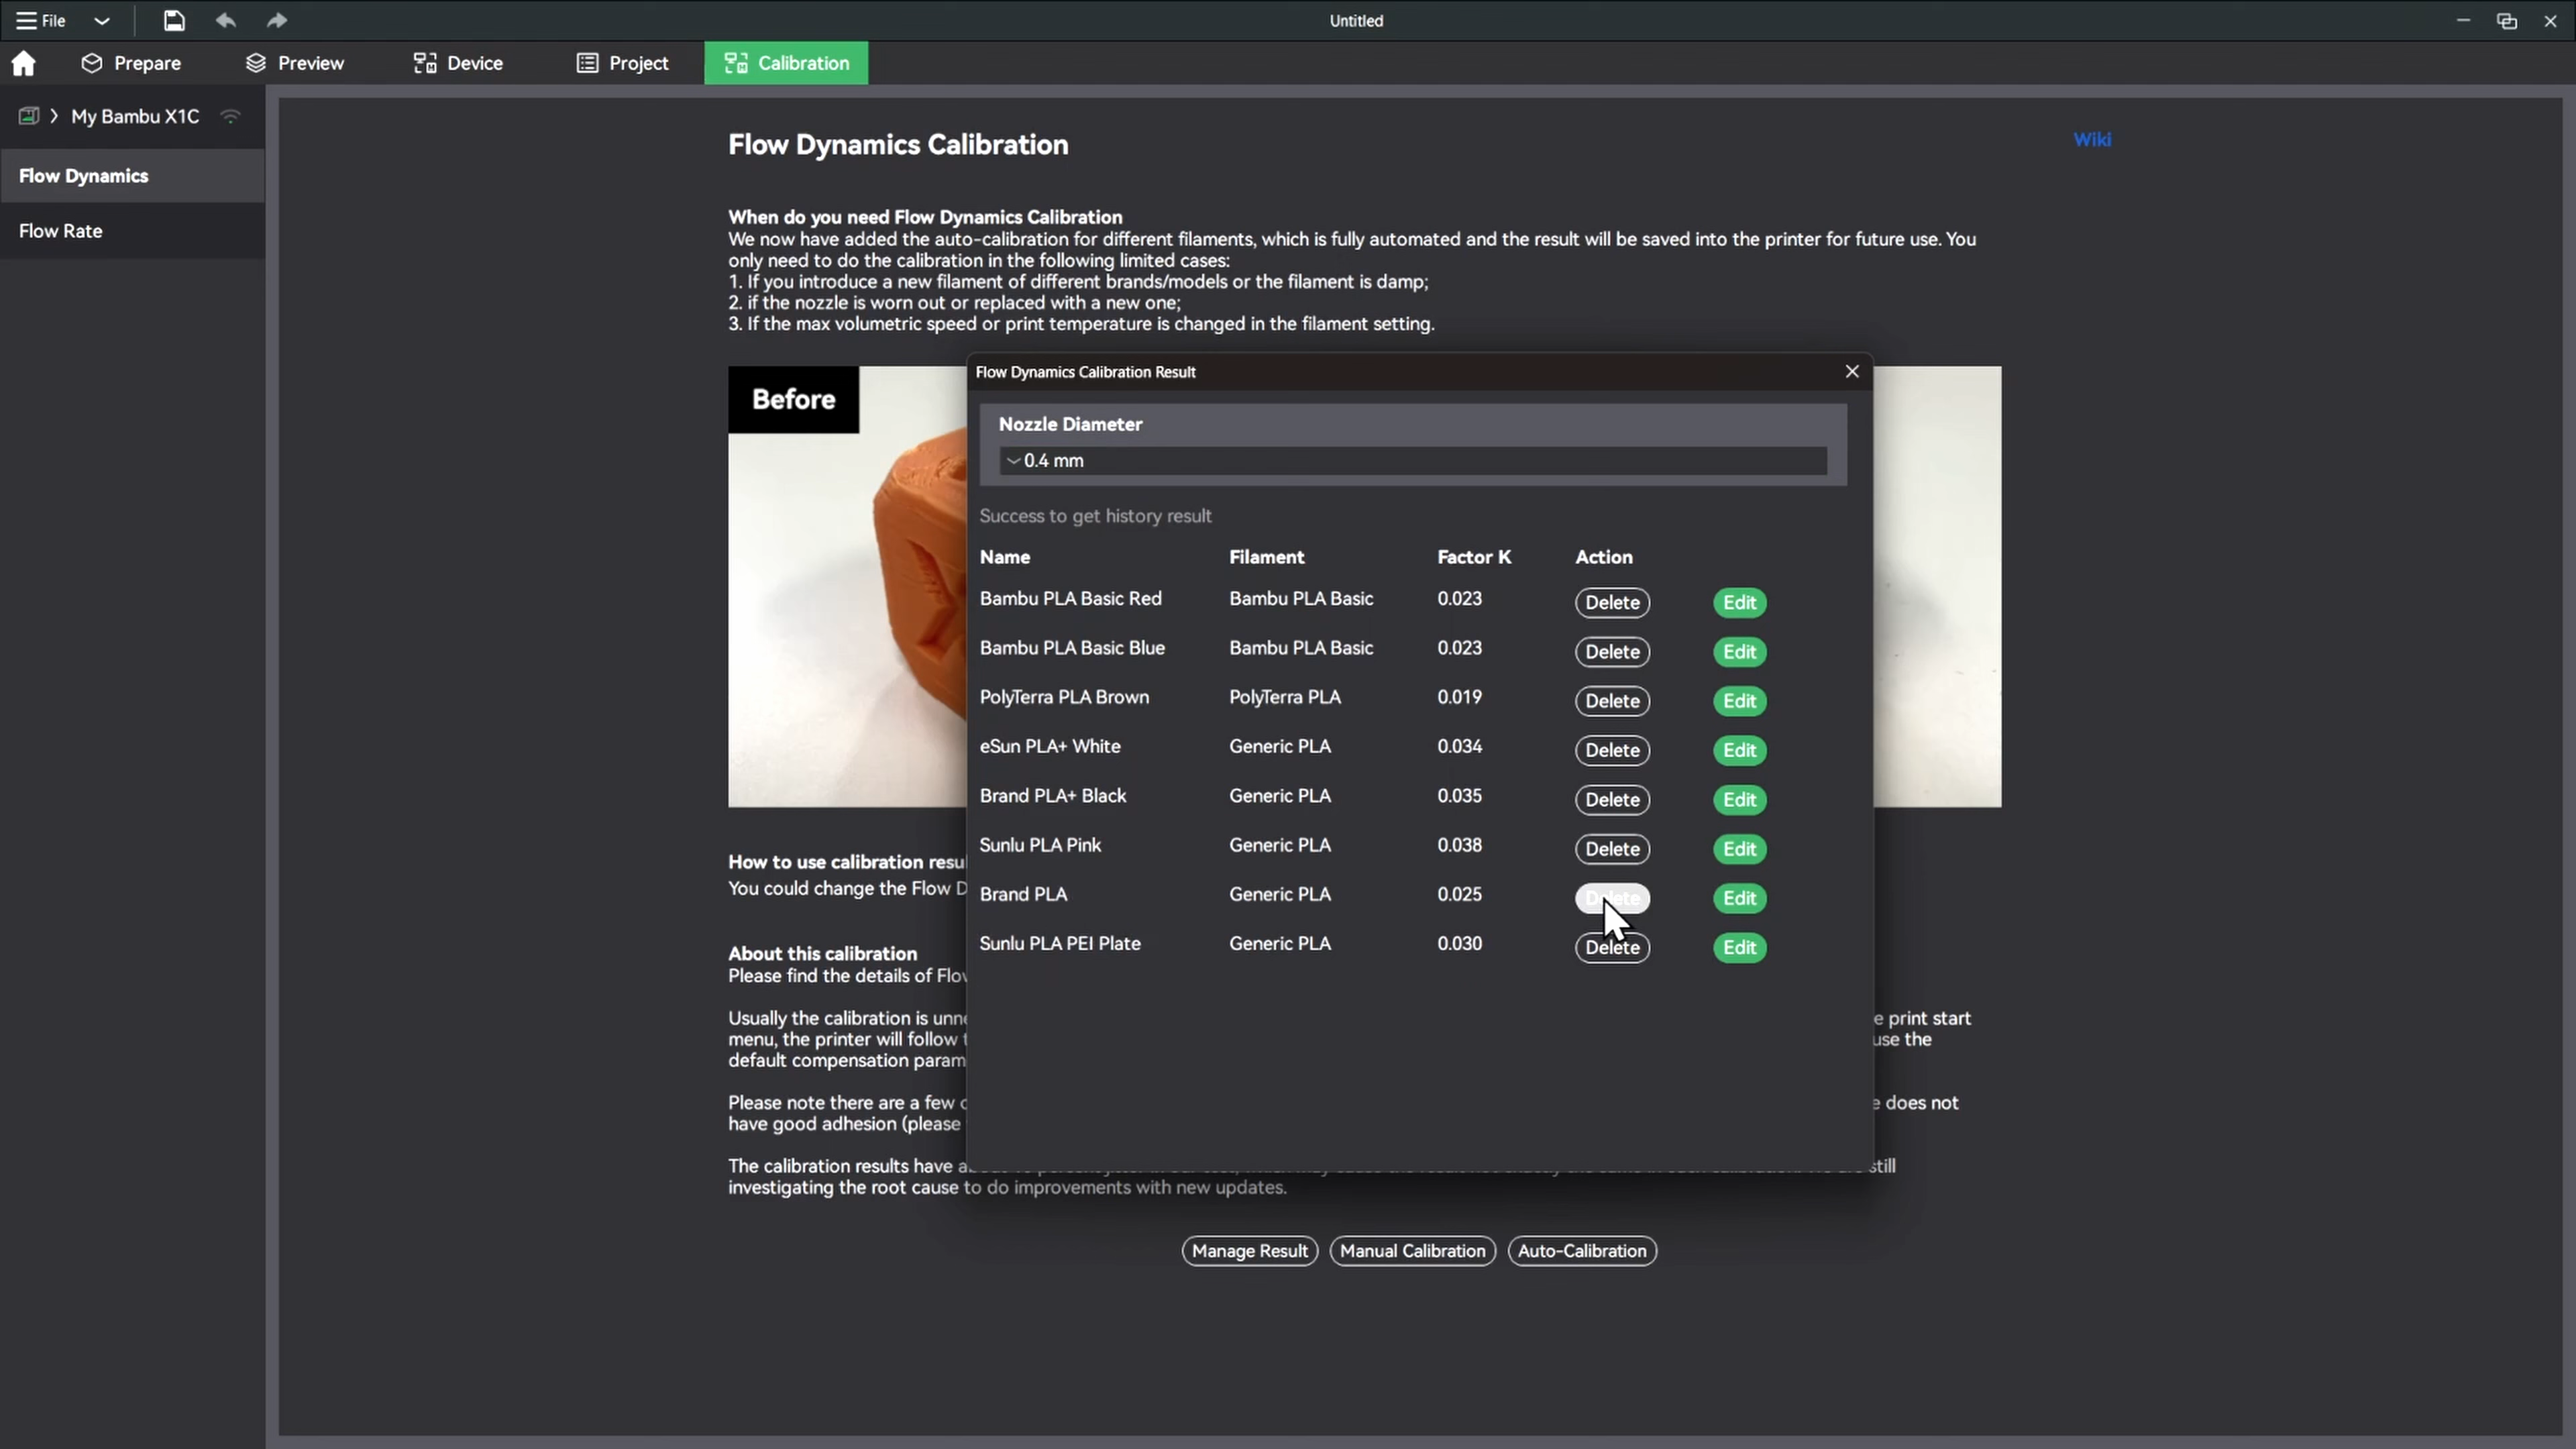 File
Untitled
Prepare
Preview
Device
Project
Calibration
My Bambu X1C
Flow Dynamics
Flow Rate
Flow Dynamics Calibration
Wiki
When do you need Flow Dynamics Calibration
We now have added the auto-calibration for different filaments, which is fully automated and the result will be saved into the printer for future use. You
only need to do the calibration in the following limited cases:
1. If you introduce a new filament of different brands/models or the filament is damp;
2. if the nozzle is worn out or replaced with a new one;
3. If the max volumetric speed or print temperature is changed in the filament setting.
Before
Flow Dynamics Calibration Result
Nozzle Diameter
0.4 mm
Success to get history result
Name Filament Factor K Action
Bambu PLA Basic Red Bambu PLA Basic 0.023 Delete Edit
Bambu PLA Basic Blue Bambu PLA Basic 0.023 Delete Edit
PolyTerra PLA Brown PolyTerra PLA 0.019 Delete Edit
eSun PLA+ White Generic PLA 0.034 Delete Edit
Brand PLA+ Black Generic PLA 0.035 Delete Edit
Sunlu PLA Pink Generic PLA 0.038 Delete Edit
Brand PLA Generic PLA 0.025 Delete Edit
Sunlu PLA PEI Plate Generic PLA 0.030 Delete Edit
How to use calibration
You could change the Flow
About this calibration
Please find the details of
Usually the calibration is
e print start
menu, the printer will follow
use the
default compensation
Please note there are a few
does not
have good adhesion (please
The calibration results have
still
investigating the root cause to do improvements with new updates.
Manage Result
Manual Calibration
Auto-Calibration